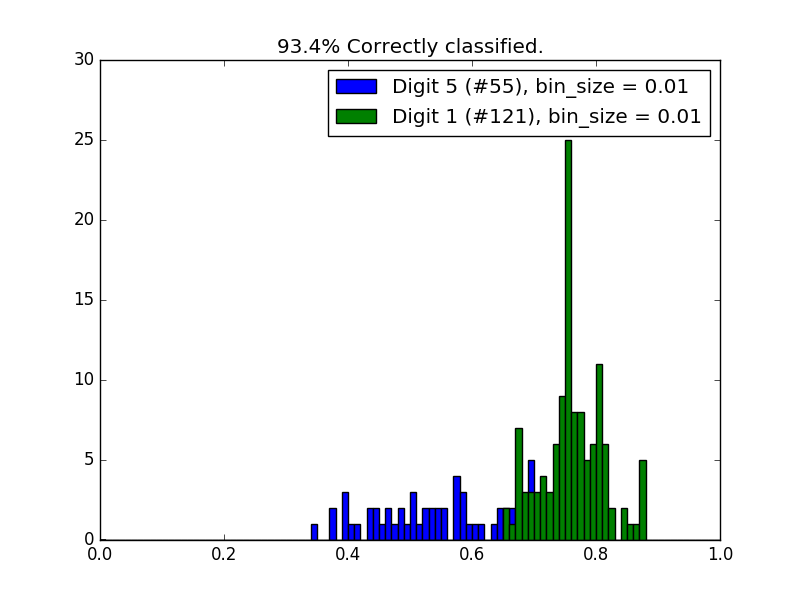 93.4% Correctly classified.
Digit 5 (#55), bin_size = 0.01
Digit 1 (#121), bin_size = 0.01
30
25
20
15
10
5
0
0.0 0.2 0.4 0.6 0.8 1.0